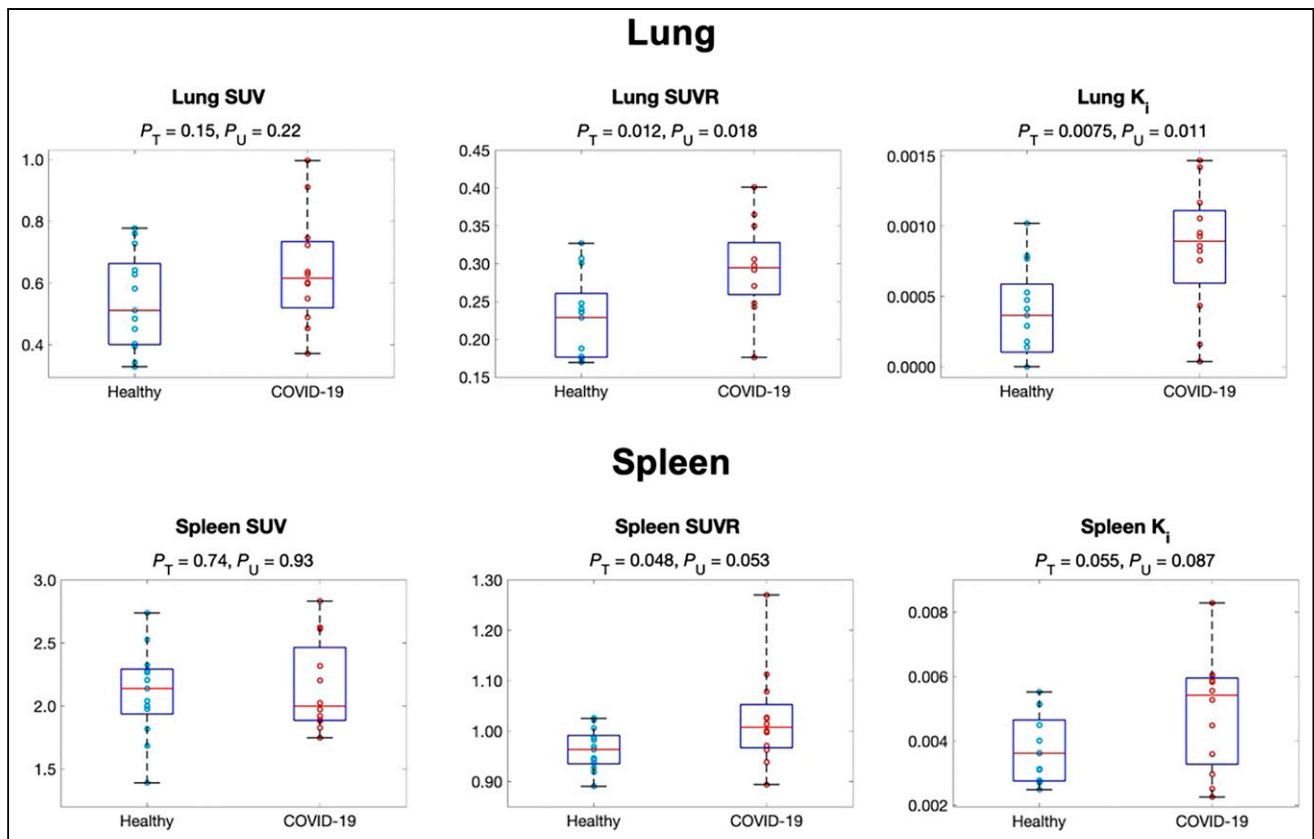 Lung
Lung SUV
P_T = 0.15, P_U = 0.22
1.0
0.8
0.6
0.4
Healthy COVID-19
Lung SUVR
P_T = 0.012, P_U = 0.018
0.45
0.40
0.35
0.30
0.25
0.20
0.15
Healthy COVID-19
Lung K_i
P_T = 0.0075, P_U = 0.011
0.0015
0.0010
0.0005
0.0000
Healthy COVID-19
Spleen
Spleen SUV
P_T = 0.74, P_U = 0.93
3.0
2.5
2.0
1.5
Healthy COVID-19
Spleen SUVR
P_T = 0.048, P_U = 0.053
1.30
1.20
1.10
1.00
0.90
Healthy COVID-19
Spleen K_i
P_T = 0.055, P_U = 0.087
0.008
0.006
0.004
0.002
Healthy COVID-19